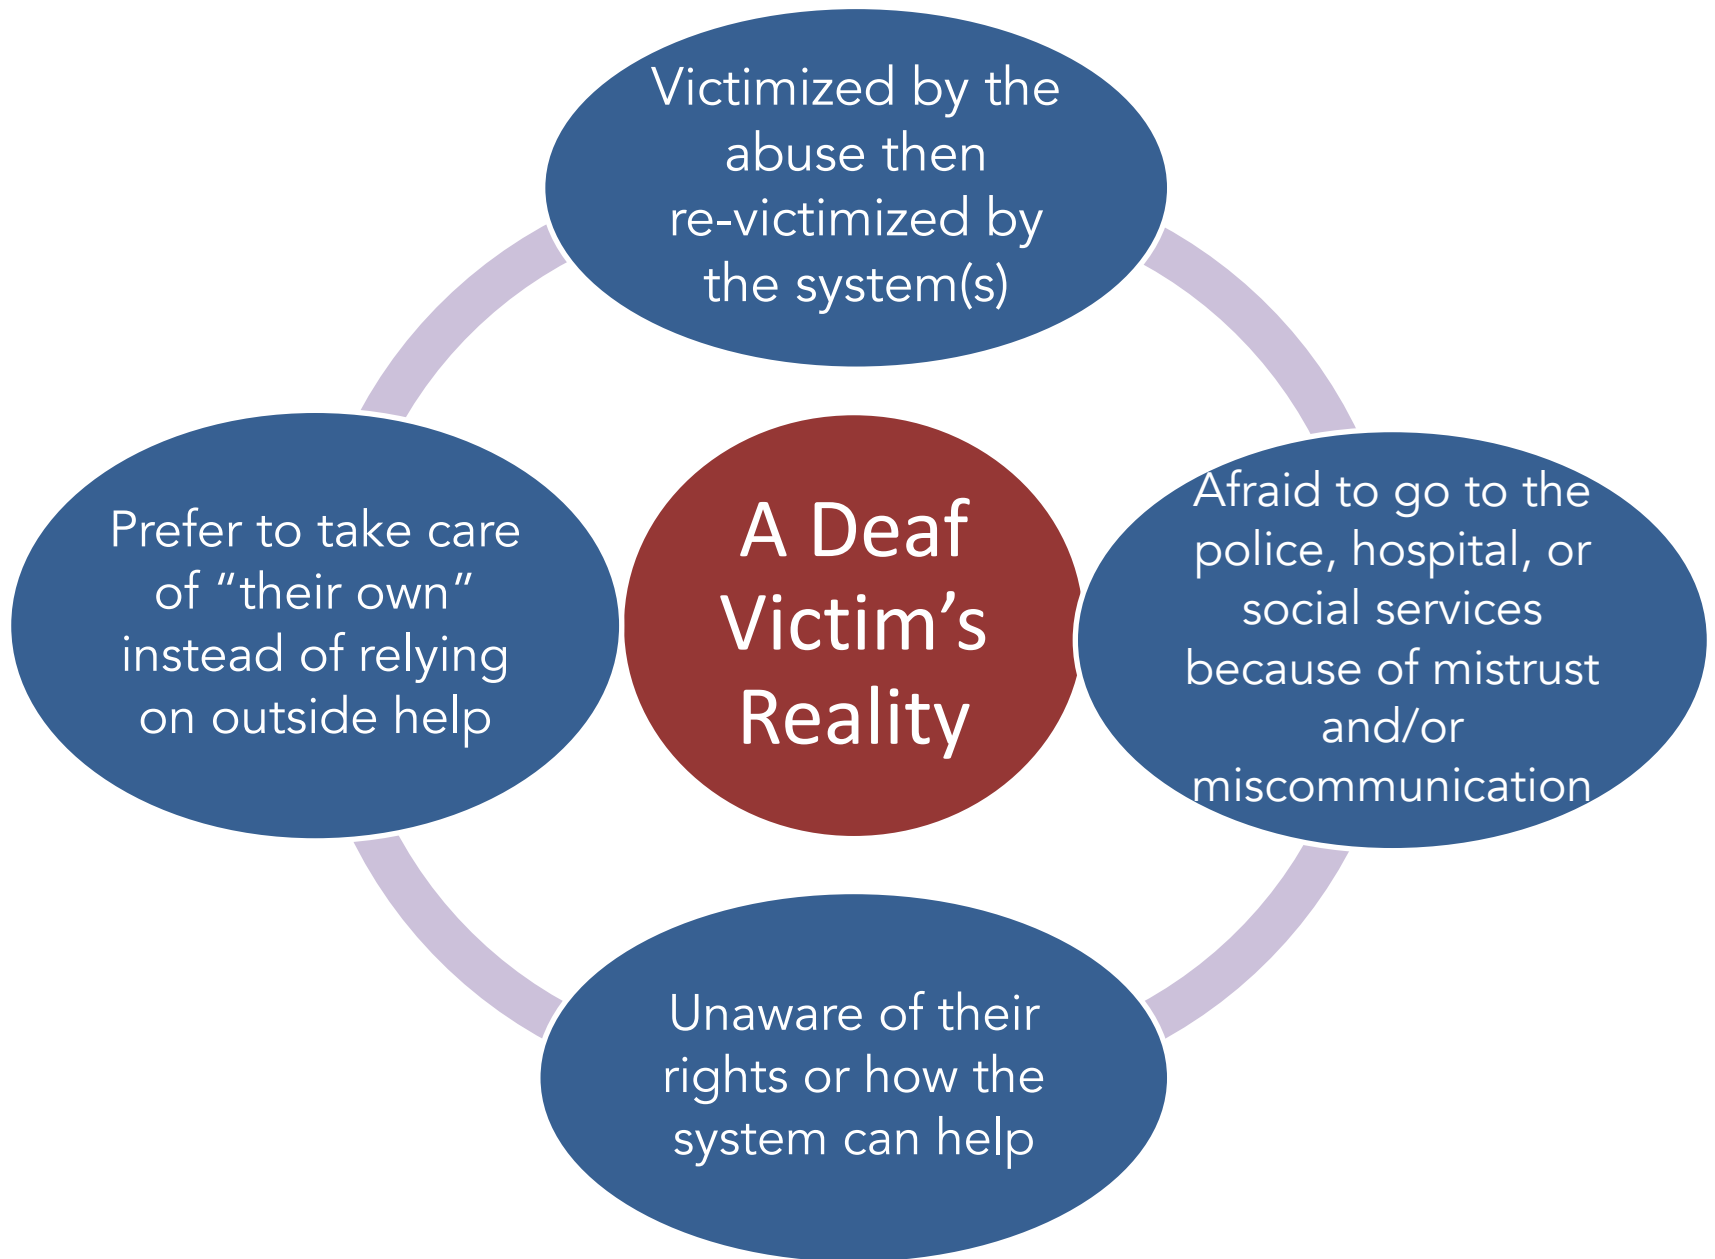 Victimized by the
abuse then
re-victimized by
the system(s)
Prefer to take care
of “their own”
instead of relying
on outside help
A Deaf
Victim’s
Reality
Afraid to go to the
police, hospital, or
social services
because of mistrust
and/or
miscommunication
Unaware of their
rights or how the
system can help